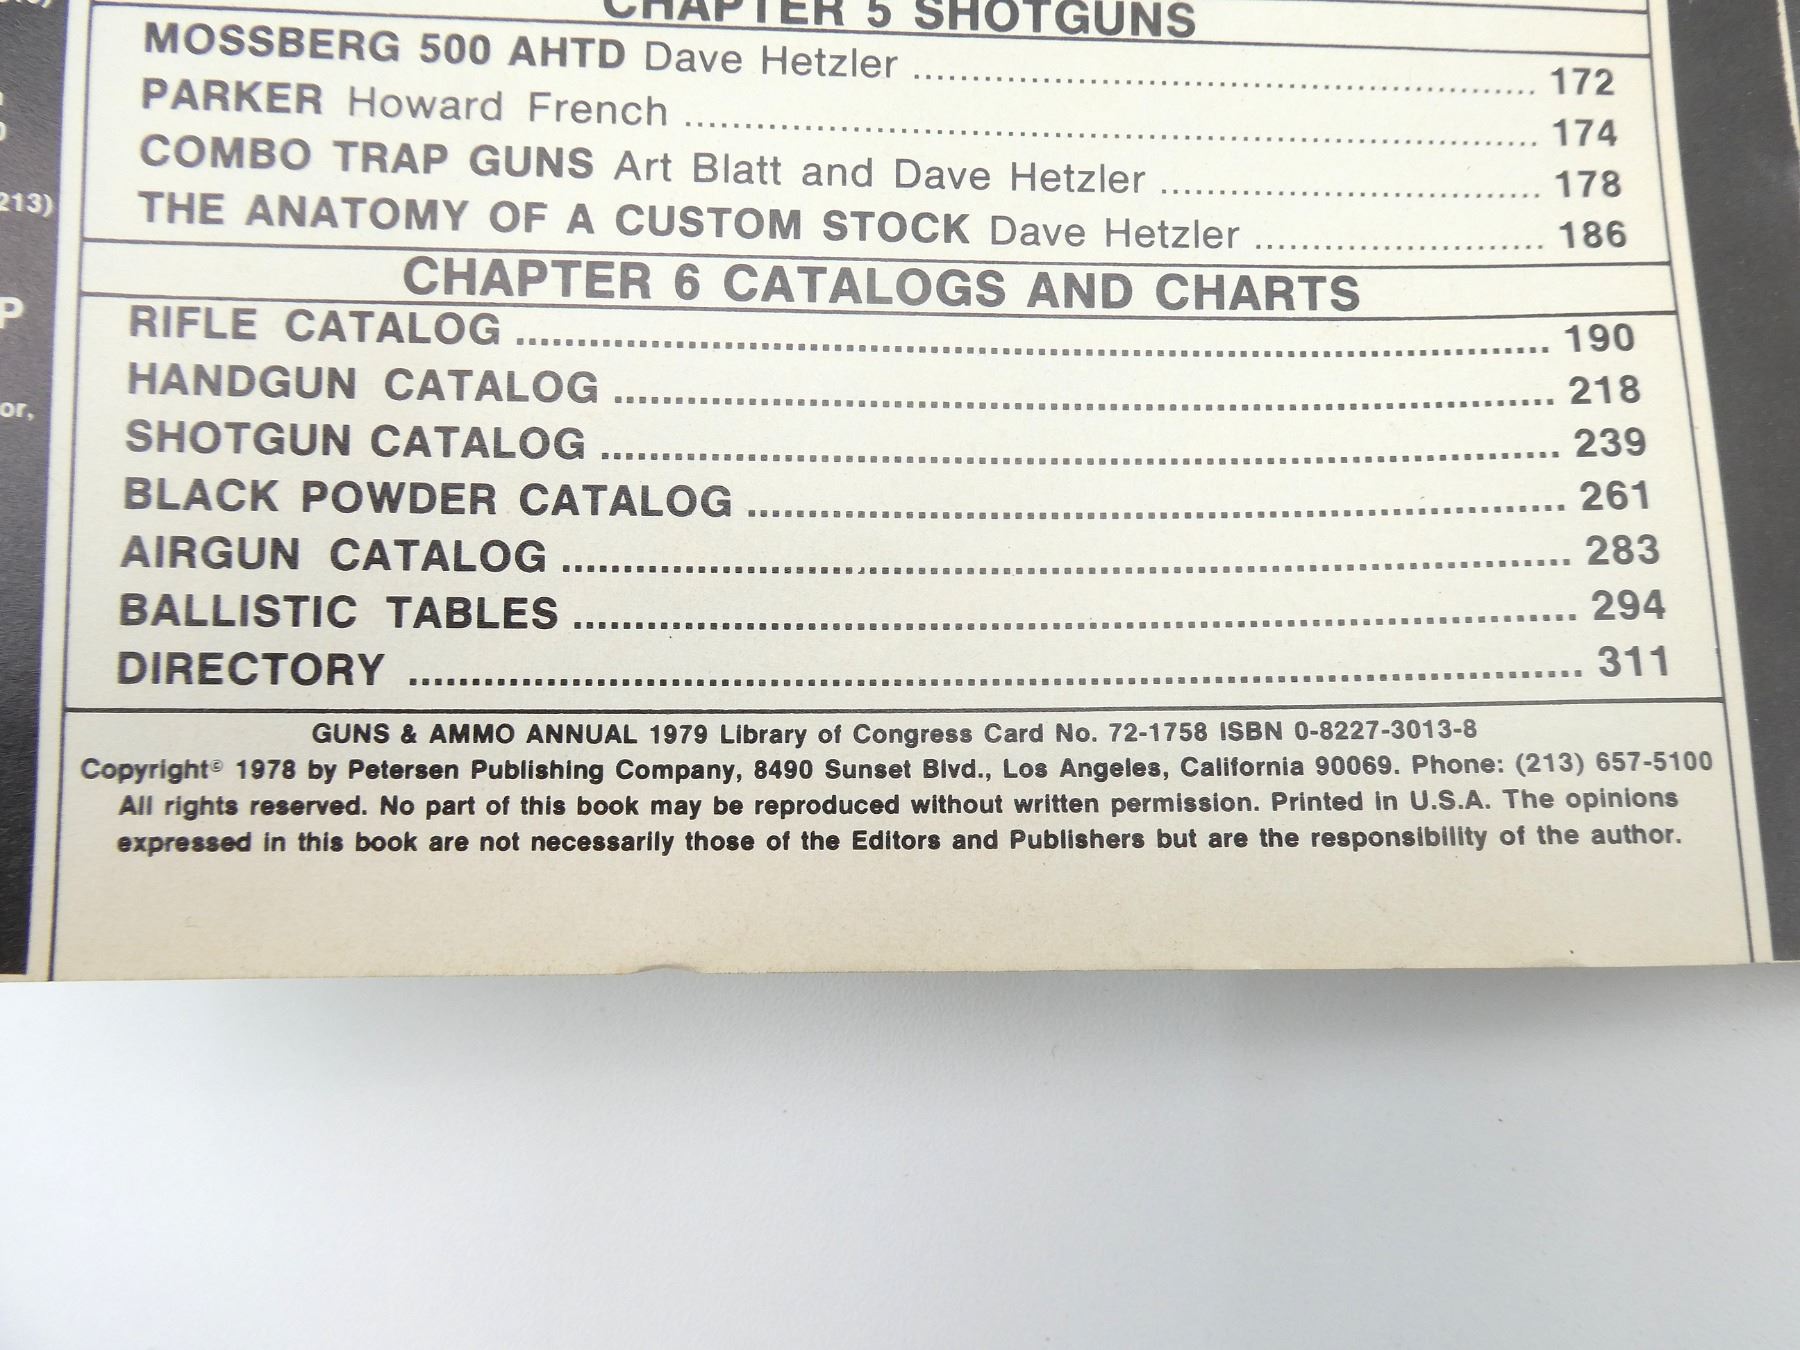 CHAPTER 5 SHOTGUNS
MOSSBERG 500 AHTD Dave Hetzler ........ 172
PARKER Howard French ........ 174
COMBO TRAP GUNS Art Blatt and Dave Hetzler ........ 178
THE ANATOMY OF A CUSTOM STOCK Dave Hetzler ........ 186
CHAPTER 6 CATALOGS AND CHARTS
RIFLE CATALOG ........ 190
HANDGUN CATALOG ........ 218
SHOTGUN CATALOG ........ 239
BLACK POWDER CATALOG ........ 261
AIRGUN CATALOG ........ 283
BALLISTIC TABLES ........ 294
DIRECTORY ........ 311
GUNS & AMMO ANNUAL 1979 Library of Congress Card No. 72-1758 ISBN 0-8227-3013-8
Copyright© 1978 by Petersen Publishing Company, 8490 Sunset Blvd., Los Angeles, California 90069. Phone: (213) 657-5100
All rights reserved. No part of this book may be reproduced without written permission. Printed in U.S.A. The opinions
expressed in this book are not necessarily those of the Editors and Publishers but are the responsibility of the author.
213)
P
or,